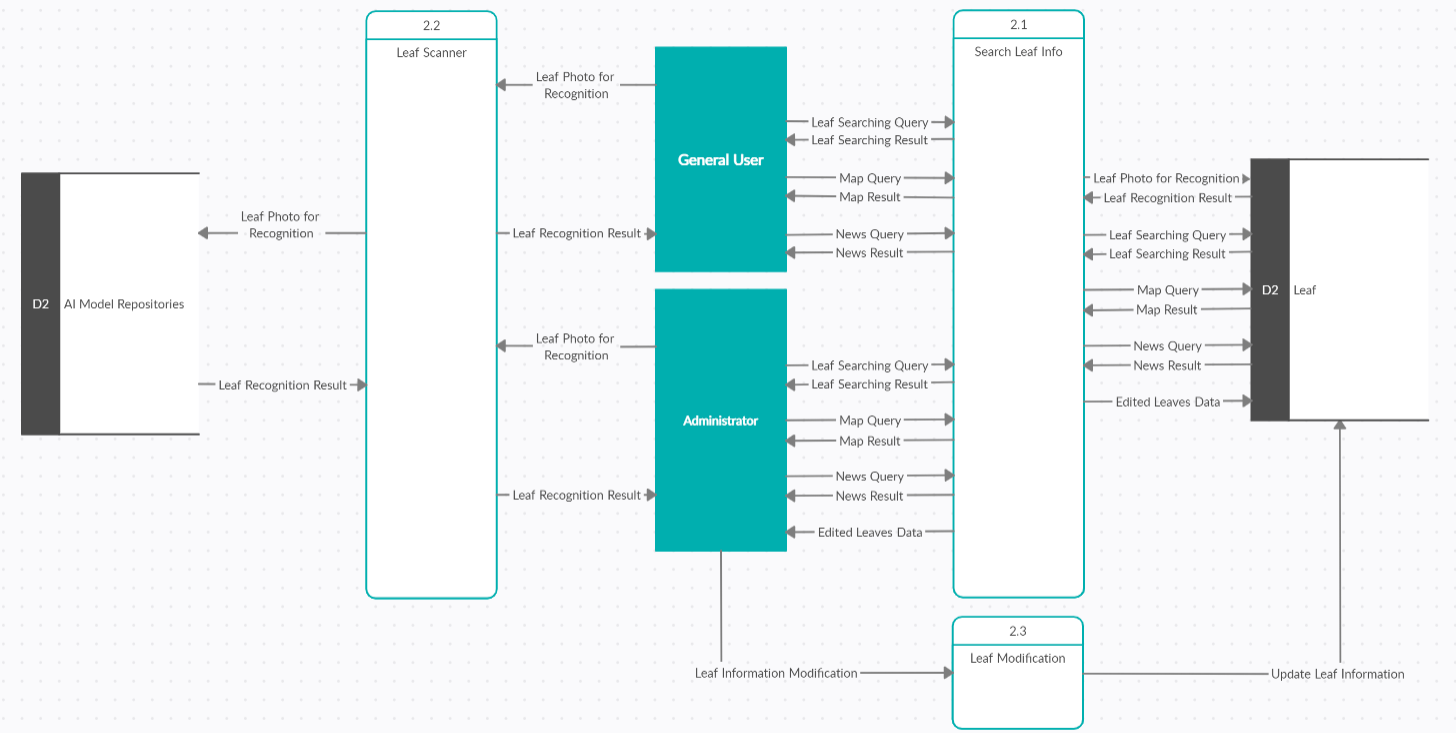 2.2
Leaf Scanner
2.1
Search Leaf Info
Leaf Photo for
Recognition
General User
Leaf Searching Query
Leaf Searching Result
Map Query
Map Result
News Query
News Result
Leaf Recognition Result
Leaf Photo for Recognition
Leaf Recognition Result
Leaf Searching Query
Leaf Searching Result
Map Query
Map Result
News Query
News Result
Edited Leaves Data
D2
Leaf
Leaf Photo for
Recognition
D2
AI Model Repositories
Leaf Recognition Result
Leaf Photo for
Recognition
Administrator
Leaf Searching Query
Leaf Searching Result
Map Query
Map Result
News Query
News Result
Edited Leaves Data
Leaf Recognition Result
2.3
Leaf Modification
Leaf Information Modification
Update Leaf Information